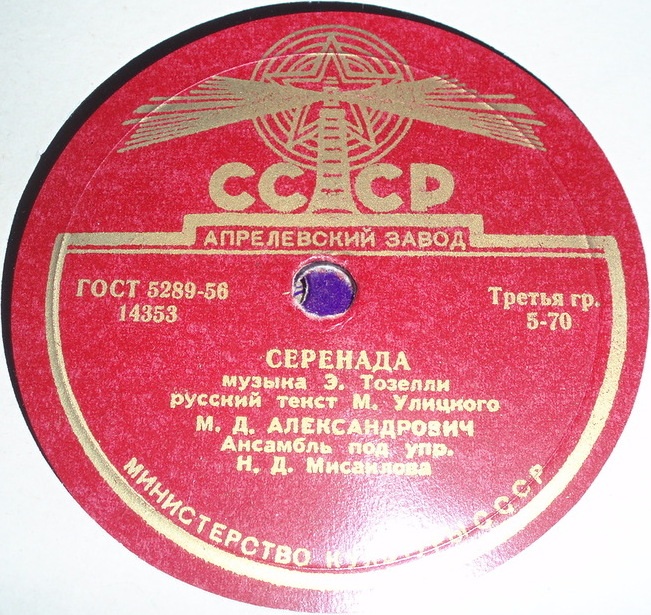 СССР
АПРЕЛЕВСКИЙ ЗАВОД
ГОСТ 5289-56
14353
Третья гр.
5-70
СЕРЕНАДА
музыка Э. Тозелли
русский текст М. Улицкого
М. Д. АЛЕКСАНДРОВИЧ
Ансамбль под упр.
Н. Д. Мисаилова
МИНИСТЕРСТВО КУЛЬТУРЫ СССР